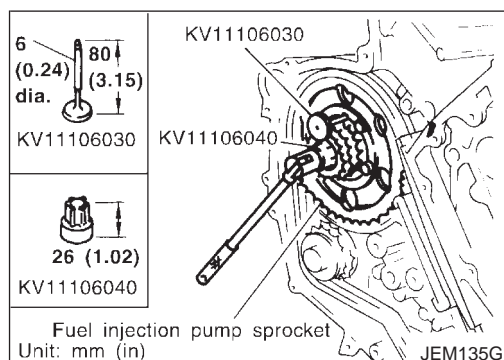 6
(0.24)
dia.
80
(3.15)
KV11106030
26 (1.02)
KV11106040
KV11106030
KV11106040
Fuel injection pump sprocket
Unit: mm (in)
JEM135G